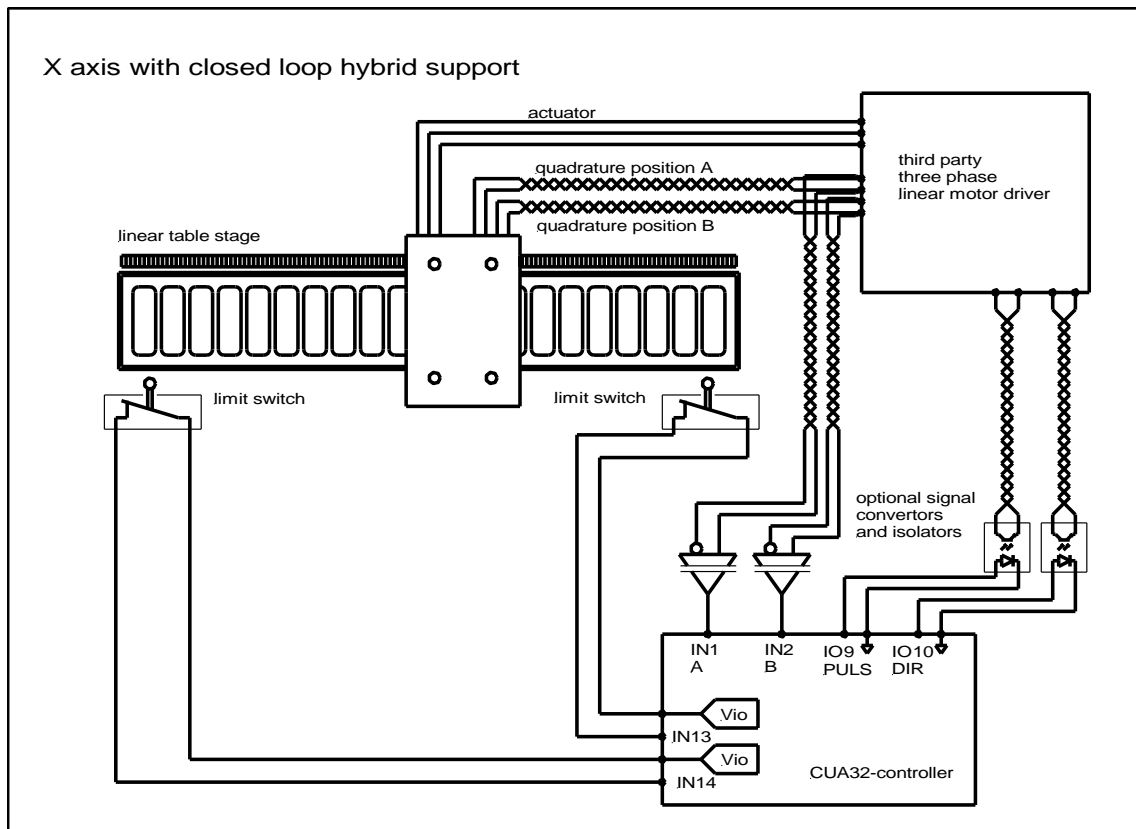 X axis with closed loop hybrid support
actuator
quadrature position A
quadrature position B
third party
three phase
linear motor driver
linear table stage
limit switch
limit switch
optional signal
convertors
and isolators
IN1
A
IN2
B
IO9
PULS
IO10
DIR
Vio
IN13
Vio
IN14
CUA32-controller